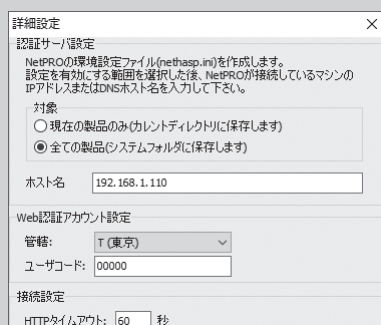 詳細設定
認証サーバ設定
NetPROの環境設定ファイル(nethasp.ini)を作成します。
設定を有効にする範囲を選択した後、NetPROが接続しているマシンの
IPアドレスまたはDNSホスト名を入力して下さい。
対象
現在の製品のみ(カレントディレクトリに保存します)
全ての製品(システムフォルダに保存します)
ホスト名 192.168.1.110
Web認証アカウント設定
管轄: T (東京)
ユーザコード: 00000
接続設定
HTTPタイムアウト: 60 秒